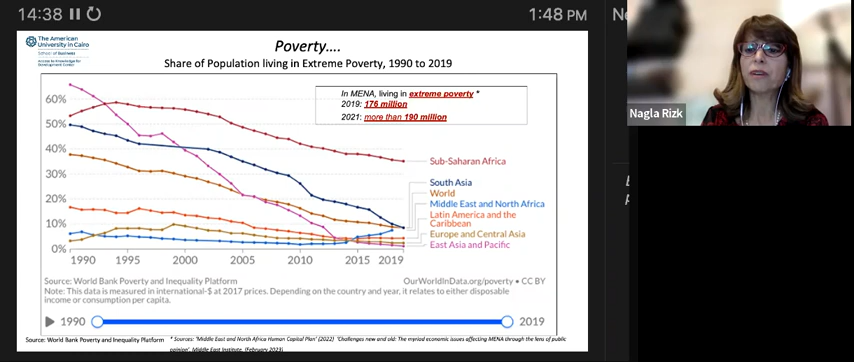 14:38
1:48 PM
Ne
The American
University in Cairo
School of Business
Access to Knowledge for
Development Center
Poverty....
Share of Population living in Extreme Poverty, 1990 to 2019
In MENA, living in extreme poverty *
2019: 176 million
2021: more than 190 million
60%
50%
40%
30%
20%
10%
0%
Sub-Saharan Africa
South Asia
World
Middle East and North Africa
Latin America and the
Caribbean
Europe and Central Asia
East Asia and Pacific
1990
1995
2000
2005
2010
2015
2019
Source: World Bank Poverty and Inequality Platform
OurWorldInData.org/poverty • CC BY
Note: This data is measured in international-$ at 2017 prices. Depending on the country and year, it relates to either disposable
income or consumption per capita.
1990
2019
Source: World Bank Poverty and Inequality Platform
* Sources: 'Middle East and North Africa Human Capital Plan' (2022) 'Challenges new and old: The myriad economic issues affecting MENA through the lens of public
opinion'. Middle East Institute. (February 2023)
Nagla Rizk